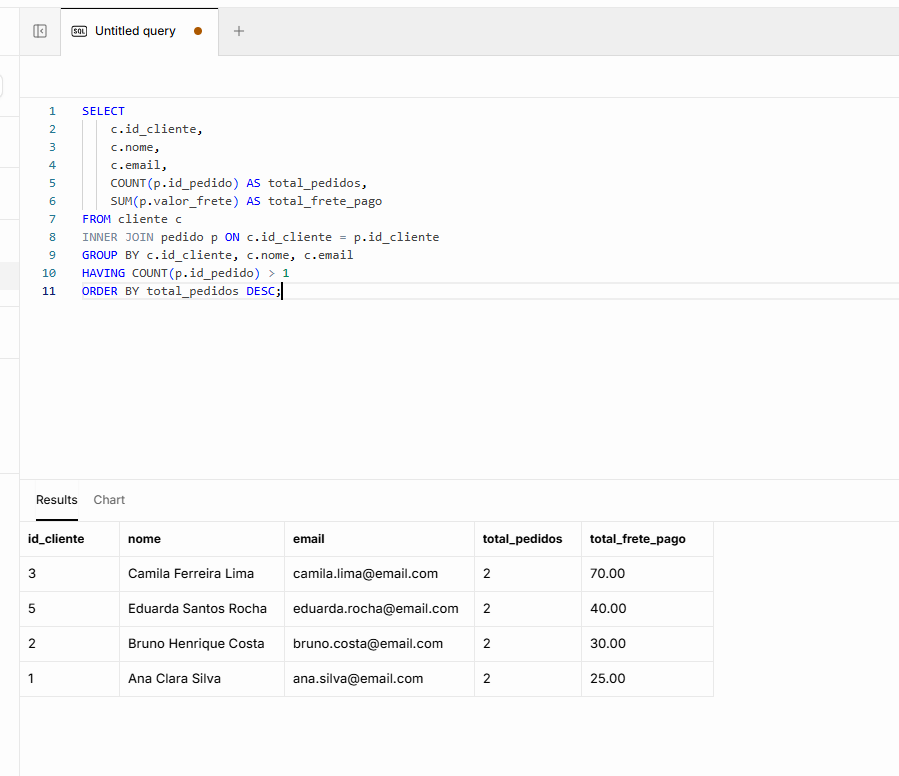 SQL Untitled query
1 SELECT
2 c.id_cliente,
3 c.nome,
4 c.email,
5 COUNT(p.id_pedido) AS total_pedidos,
6 SUM(p.valor_frete) AS total_frete_pago
7 FROM cliente c
8 INNER JOIN pedido p ON c.id_cliente = p.id_cliente
9 GROUP BY c.id_cliente, c.nome, c.email
10 HAVING COUNT(p.id_pedido) > 1
11 ORDER BY total_pedidos DESC;
Results Chart
id_cliente nome email total_pedidos total_frete_pago
3 Camila Ferreira Lima camila.lima@email.com 2 70.00
5 Eduarda Santos Rocha eduarda.rocha@email.com 2 40.00
2 Bruno Henrique Costa bruno.costa@email.com 2 30.00
1 Ana Clara Silva ana.silva@email.com 2 25.00